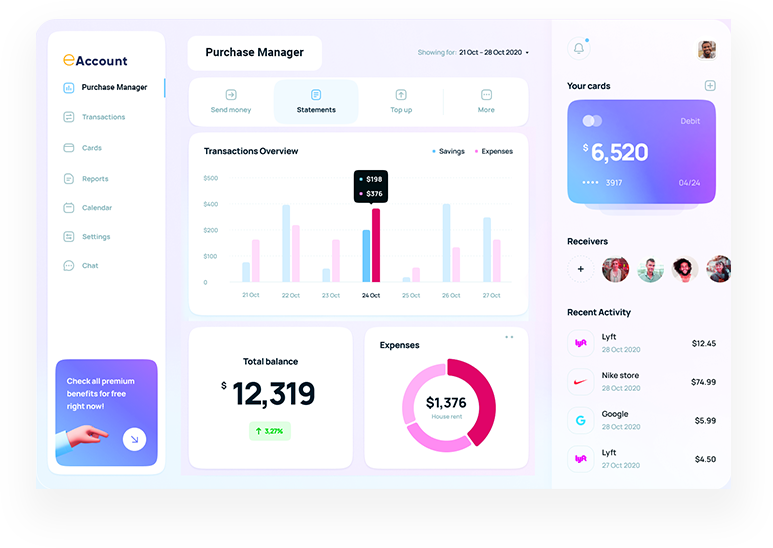 eAccount
Purchase Manager
Transactions
Cards
Reports
Calendar
Settings
Chat
Check all premium
benefits for free
right now!
Purchase Manager
Showing for: 21 Oct – 28 Oct 2020
Send money
Statements
Top up
More
Transactions Overview
Savings
Expenses
$500
$400
$200
$100
0
$198
$376
21 Oct
22 Oct
23 Oct
24 Oct
25 Oct
26 Oct
27 Oct
Total balance
$ 12,319
3,27%
Expenses
$1,376
House rent
Your cards
Debit
$ 6,520
•••• 3917
04/24
Receivers
+
Recent Activity
Lyft
28 Oct 2020
$12.45
Nike store
28 Oct 2020
$74.99
Google
28 Oct 2020
$5.99
Lyft
27 Oct 2020
$4.50